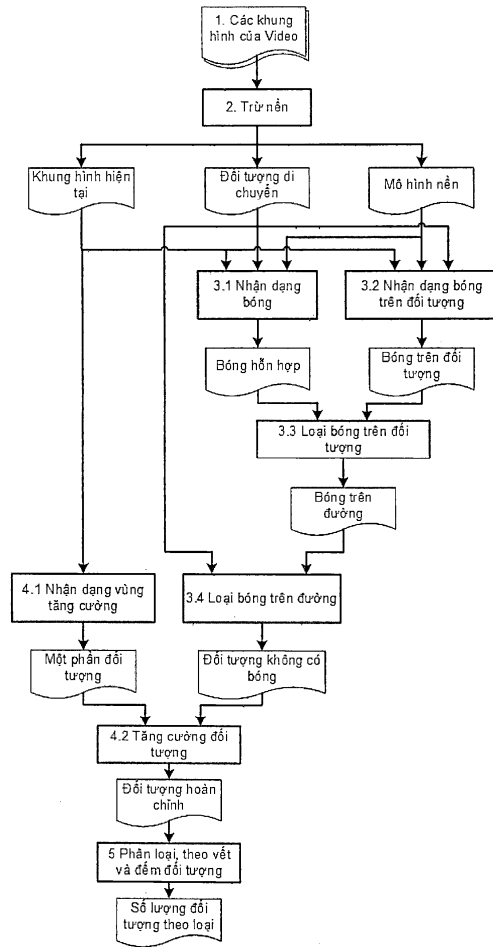 1. Các khung
hình của Video
2. Trừ nền
Khung hình hiện
tại
Đối tượng di
chuyển
Mô hình nền
3.1 Nhận dạng
bóng
3.2 Nhận dạng bóng
trên đối tượng
Bóng hỗn hợp
Bóng trên đối
tượng
3.3 Loại bóng trên đối
tượng
Bóng trên
đường
4.1 Nhận dạng vùng
tăng cường
3.4 Loại bóng trên đường
Một phần đối
tượng
Đối tượng không có
bóng
4.2 Tăng cường đối
tượng
Đối tượng hoàn
chỉnh
5 Phân loại, theo vết
và đếm đối tượng
Số lượng đối
tượng theo loại